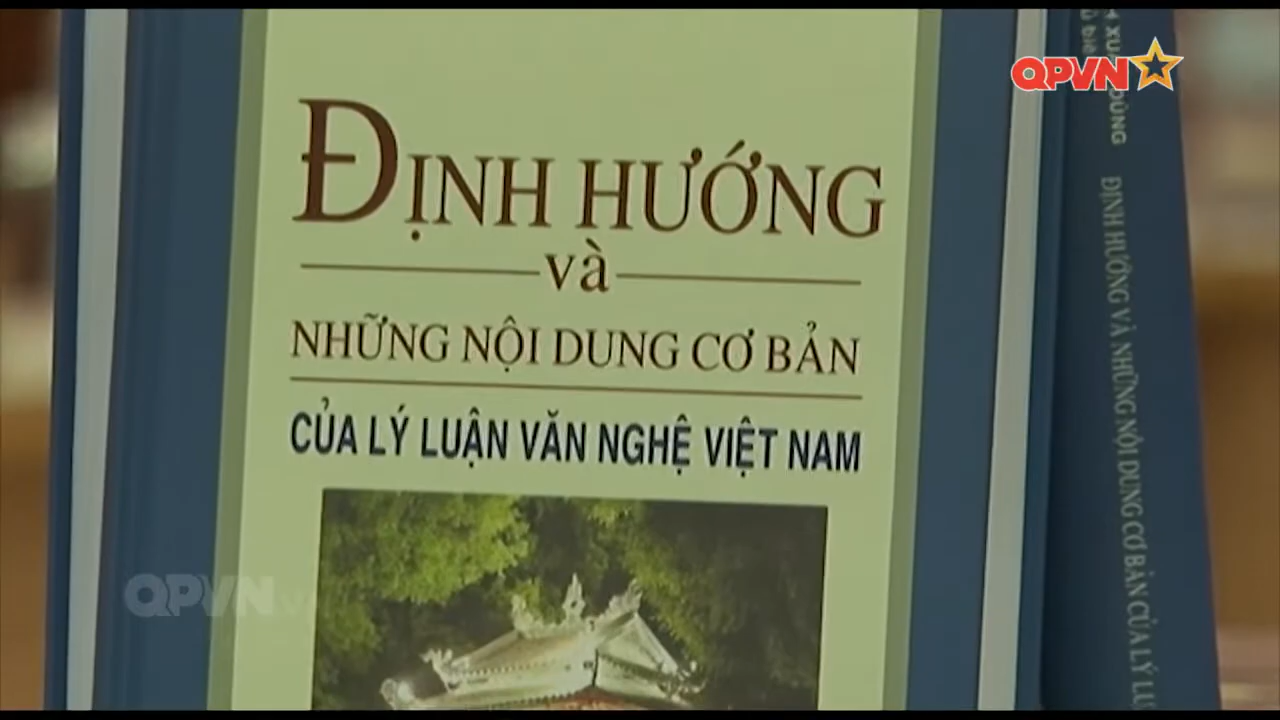 QPVN
ĐỊNH HƯỚNG
và
NHỮNG NỘI DUNG CƠ BẢN
CỦA LÝ LUẬN VĂN NGHỆ VIỆT NAM
DŨNG
ĐỊNH HƯỚNG VÀ NHỮNG NỘI DUNG CƠ BẢN CỦA LÝ
QPVN